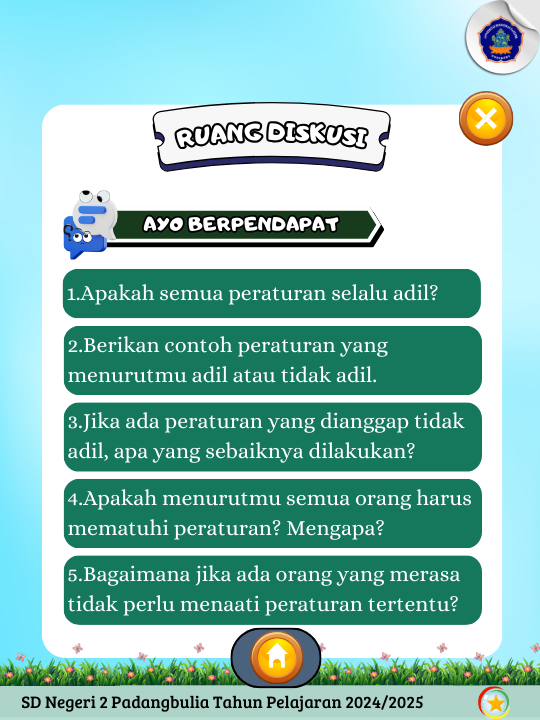 RUANG DISKUSI
AYO BERPENDAPAT
1.Apakah semua peraturan selalu adil?
2.Berikan contoh peraturan yang
menurutmu adil atau tidak adil.
3.Jika ada peraturan yang dianggap tidak
adil, apa yang sebaiknya dilakukan?
4.Apakah menurutmu semua orang harus
mematuhi peraturan? Mengapa?
5.Bagaimana jika ada orang yang merasa
tidak perlu menaati peraturan tertentu?
SD Negeri 2 Padangbulia Tahun Pelajaran 2024/2025